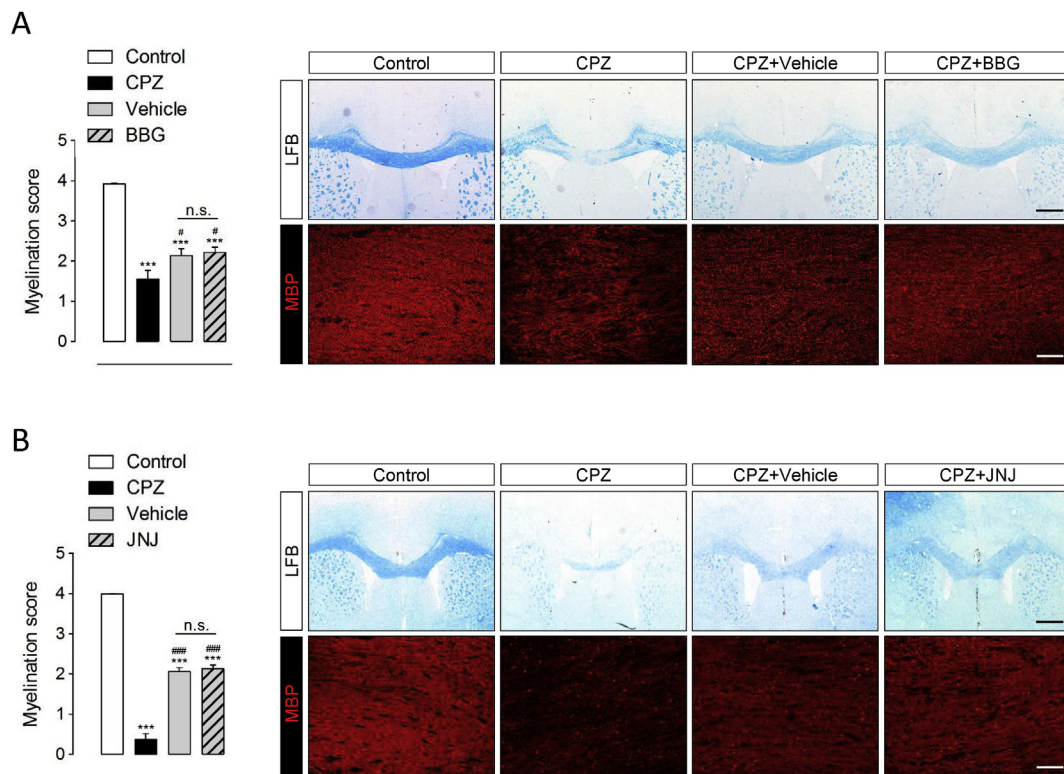 A
Control
CPZ
Vehicle
BBG
Myelination score
5
4
3
2
1
0
n.s.
# #
*** *** ***
Control CPZ CPZ+Vehicle CPZ+BBG
LFB
MBP
B
Control
CPZ
Vehicle
JNJ
Myelination score
5
4
3
2
1
0
n.s.
### ###
*** *** ***
Control CPZ CPZ+Vehicle CPZ+JNJ
LFB
MBP